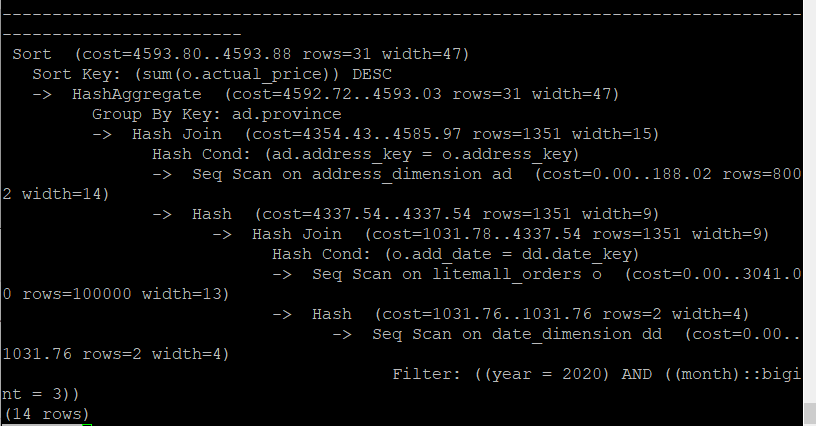 --------------------------------------------------------------------------------
------------------------
 Sort  (cost=4593.80..4593.88 rows=31 width=47)
   Sort Key: (sum(o.actual_price)) DESC
   ->  HashAggregate  (cost=4592.72..4593.03 rows=31 width=47)
         Group By Key: ad.province
         ->  Hash Join  (cost=4354.43..4585.97 rows=1351 width=15)
               Hash Cond: (ad.address_key = o.address_key)
               ->  Seq Scan on address_dimension ad  (cost=0.00..188.02 rows=800
2 width=14)
               ->  Hash  (cost=4337.54..4337.54 rows=1351 width=9)
                     ->  Hash Join  (cost=1031.78..4337.54 rows=1351 width=9)
                           Hash Cond: (o.add_date = dd.date_key)
                           ->  Seq Scan on litemall_orders o  (cost=0.00..3041.0
0 rows=100000 width=13)
                           ->  Hash  (cost=1031.76..1031.76 rows=2 width=4)
                                 ->  Seq Scan on date_dimension dd  (cost=0.00..
1031.76 rows=2 width=4)
                                       Filter: ((year = 2020) AND ((month)::bigi
nt = 3))
(14 rows)